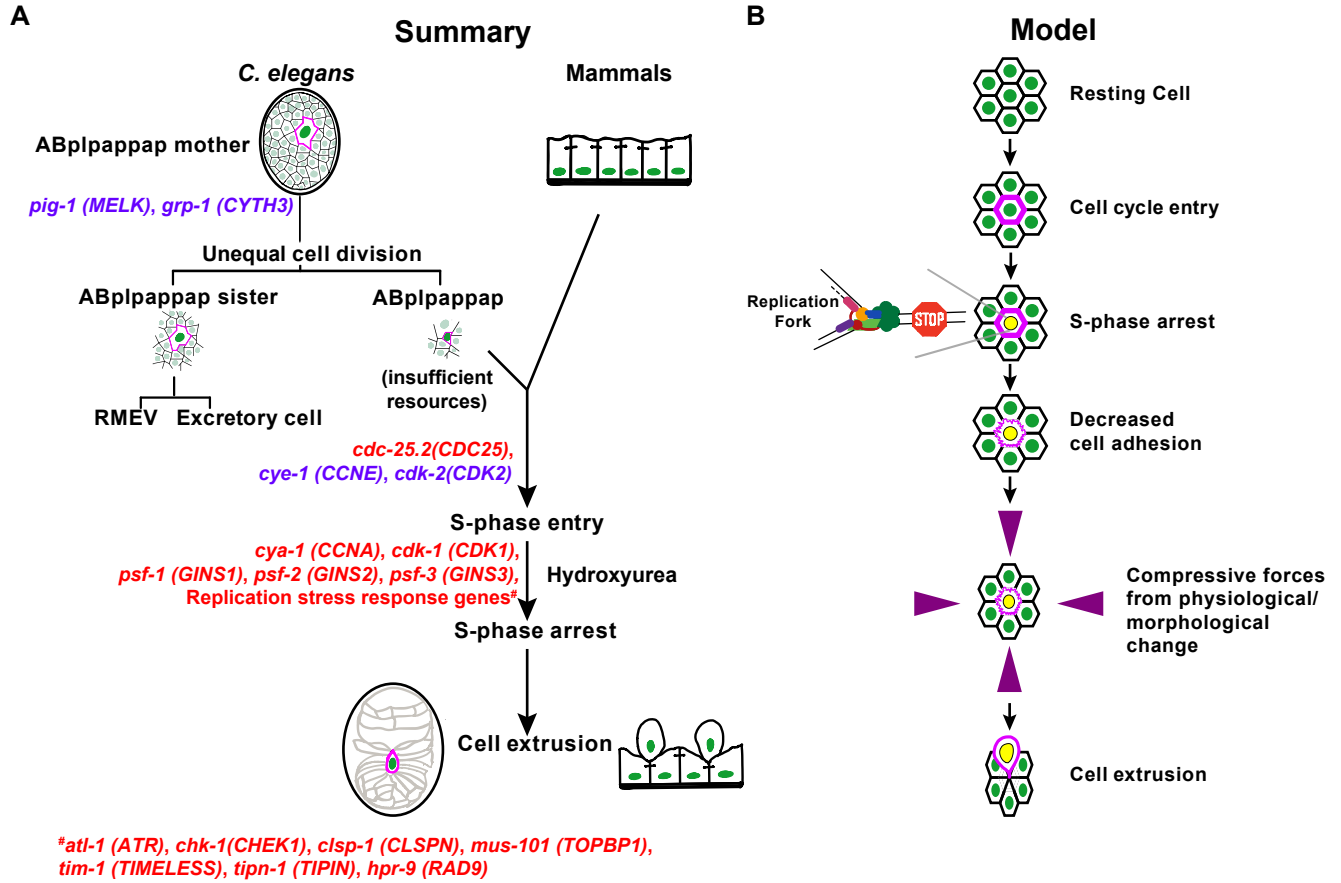 A
Summary
C. elegans
Mammals
ABplpappap mother
pig-1 (MELK), grp-1 (CYTH3)
Unequal cell division
ABplpappap sister
ABplpappap
(insufficient
resources)
RMEV
Excretory cell
cdc-25.2(CDC25),
cye-1 (CCNE), cdk-2(CDK2)
S-phase entry
cya-1 (CCNA), cdk-1 (CDK1),
psf-1 (GINS1), psf-2 (GINS2), psf-3 (GINS3),
Replication stress response genes#
Hydroxyurea
S-phase arrest
Cell extrusion
#atl-1 (ATR), chk-1(CHEK1), clsp-1 (CLSPN), mus-101 (TOPBP1),
tim-1 (TIMELESS), tipn-1 (TIPIN), hpr-9 (RAD9)
B
Model
Resting Cell
Cell cycle entry
Replication
Fork
STOP
S-phase arrest
Decreased
cell adhesion
Compressive forces
from physiological/
morphological
change
Cell extrusion